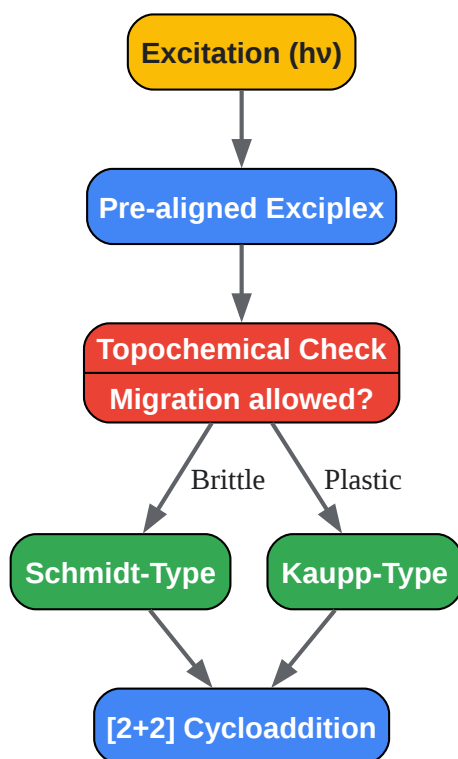 Excitation (hν)
Pre-aligned Exciplex
Topochemical Check
Migration allowed?
Brittle
Plastic
Schmidt-Type
Kaupp-Type
[2+2] Cycloaddition